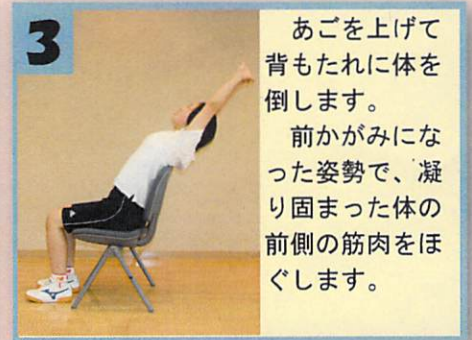 3
あごを上げて
背もたれに体を
倒します。
前かがみにな
った姿勢で、凝
り固まった体の
前側の筋肉をほ
ぐします。